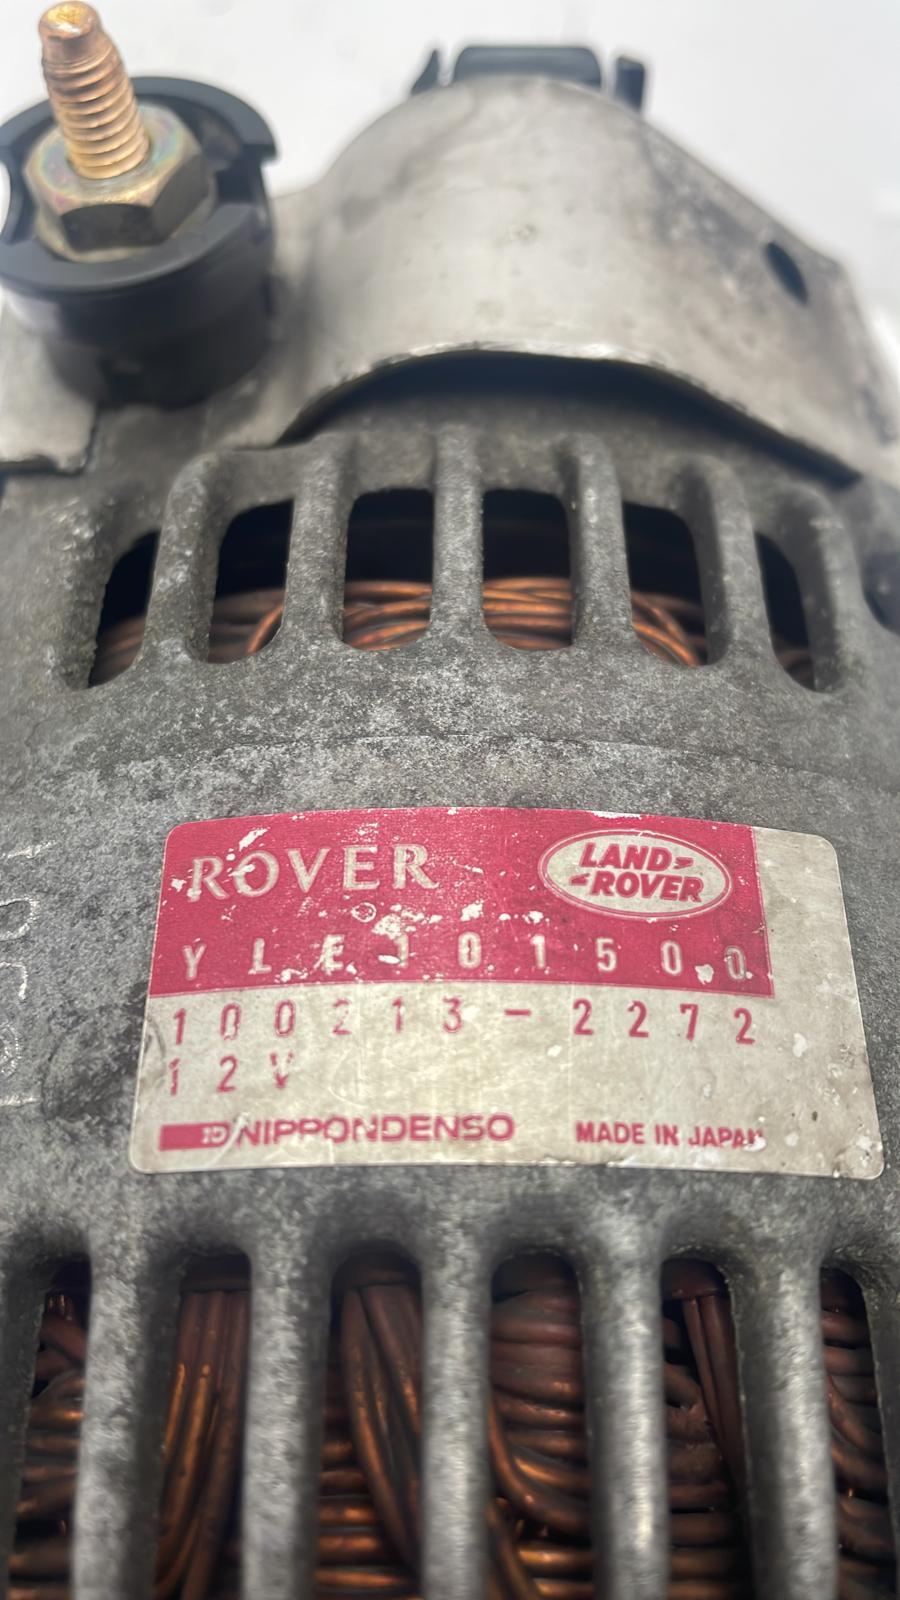 ROVER
LAND-
-ROVER
YLE101500
100213-2272
12V
NIPPONDENSO MADE IN JAPAN